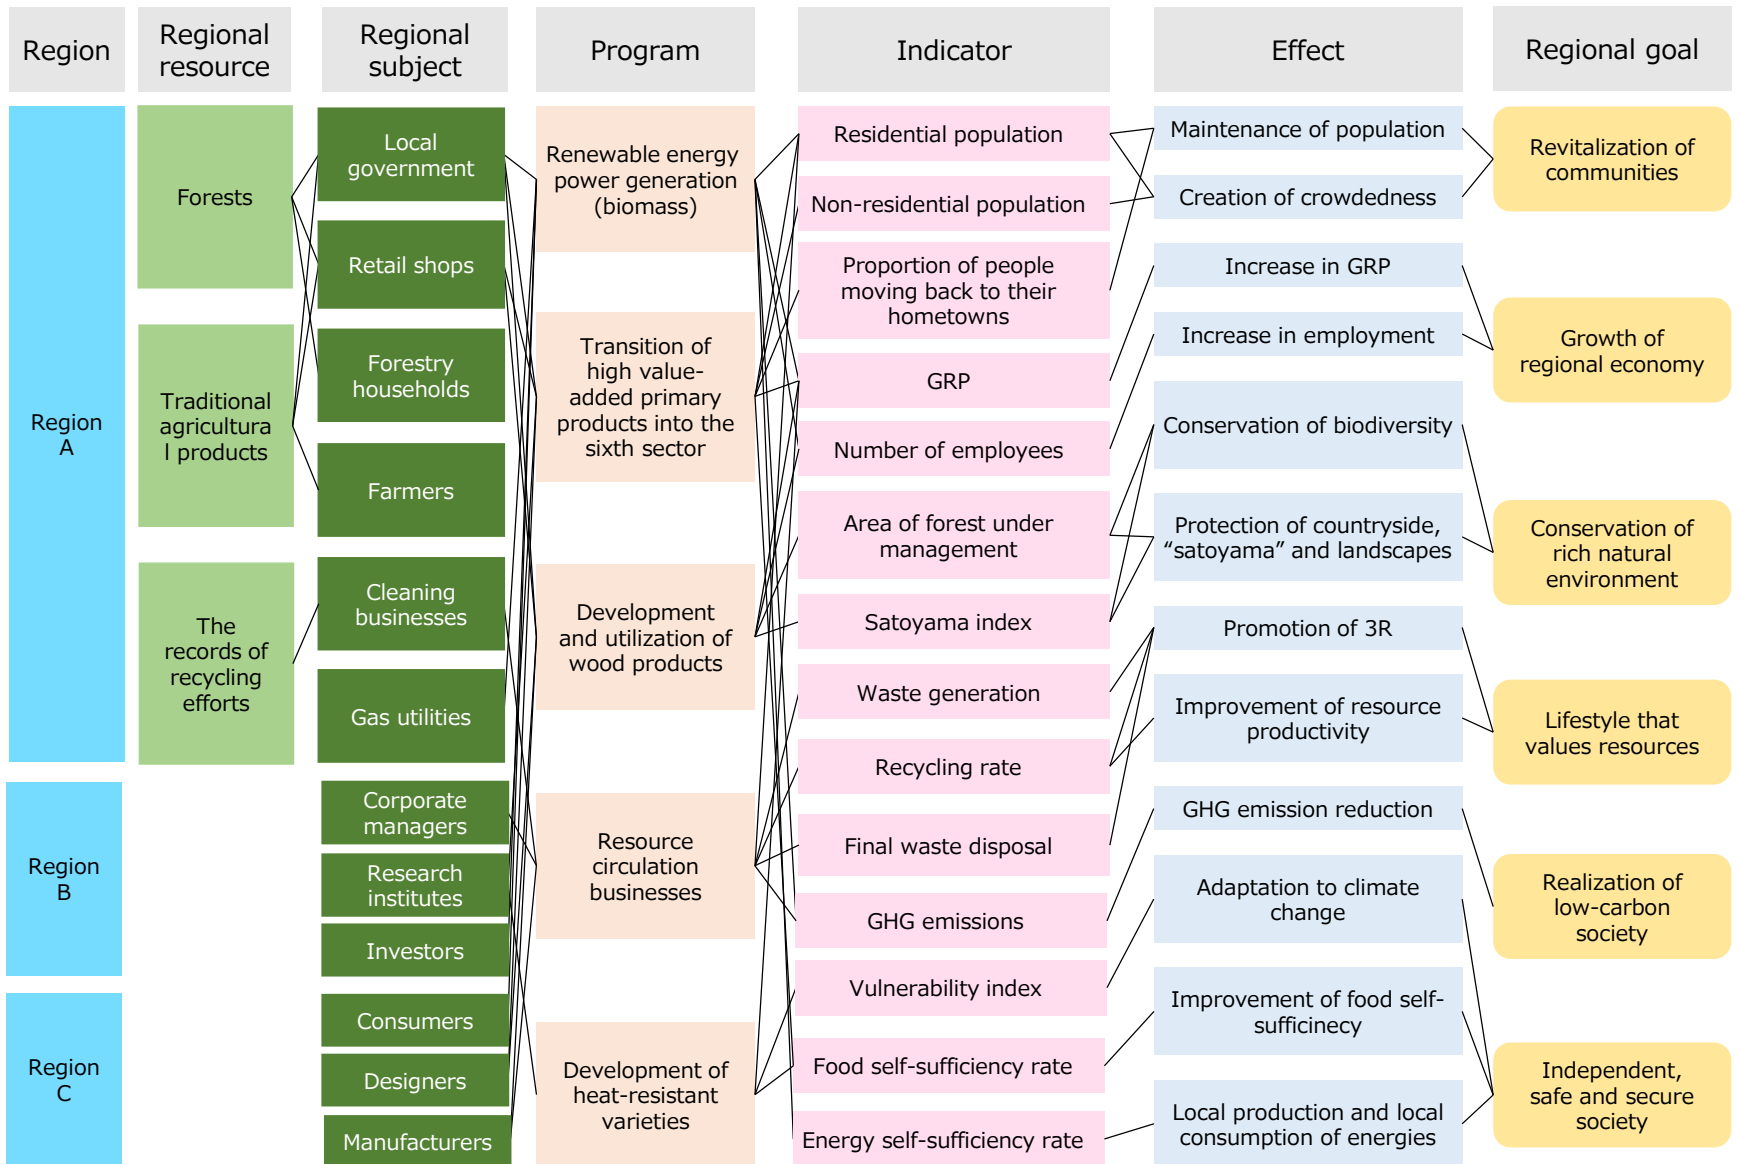 Region
Regional
resource
Regional
subject
Program
Indicator
Effect
Regional goal
Region
A
Region
B
Region
C
Forests
Traditional
agricultura
l products
The
records of
recycling
efforts
Local
government
Retail shops
Forestry
households
Farmers
Cleaning
businesses
Gas utilities
Corporate
managers
Research
institutes
Investors
Consumers
Designers
Manufacturers
Renewable energy
power generation
(biomass)
Transition of
high value-
added primary
products into the
sixth sector
Development
and utilization of
wood products
Resource
circulation
businesses
Development of
heat-resistant
varieties
Residential population
Non-residential population
Proportion of people
moving back to their
hometowns
GRP
Number of employees
Area of forest under
management
Satoyama index
Waste generation
Recycling rate
Final waste disposal
GHG emissions
Vulnerability index
Food self-sufficiency rate
Energy self-sufficiency rate
Maintenance of population
Creation of crowdedness
Increase in GRP
Increase in employment
Conservation of biodiversity
Protection of countryside,
“satoyama” and landscapes
Promotion of 3R
Improvement of resource
productivity
GHG emission reduction
Adaptation to climate
change
Improvement of food self-
sufficinecy
Local production and local
consumption of energies
Revitalization of
communities
Growth of
regional economy
Conservation of
rich natural
environment
Lifestyle that
values resources
Realization of
low-carbon
society
Independent,
safe and secure
society